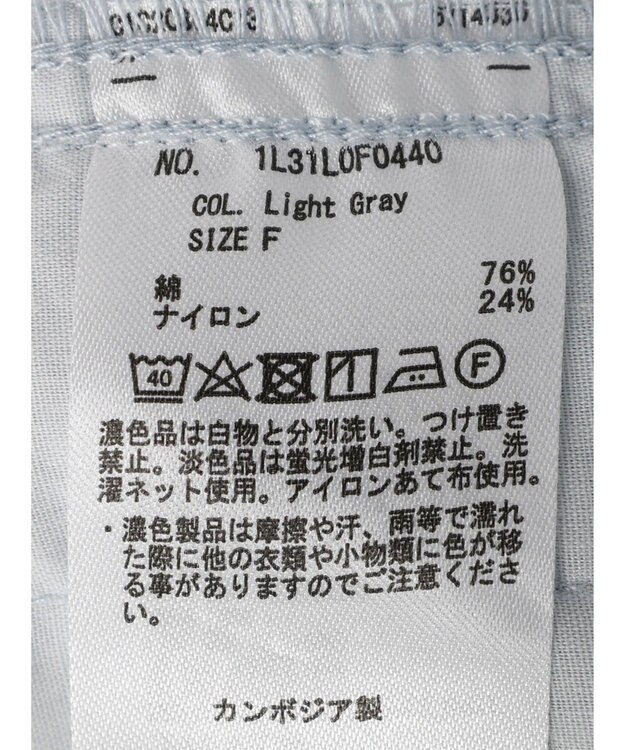 NO. 1L31L0F0440
COL. Light Gray
SIZE F
綿 76%
ナイロン 24%
40
F
濃色品は白物と分別洗い。つけ置き
禁止。淡色品は蛍光増白剤禁止。洗
濯ネット使用。アイロンあて布使用。
・濃色製品は摩擦や汗、雨等で濡れ
た際に他の衣類や小物類に色が移
る事がありますのでご注意くださ
い。
カンボジア製